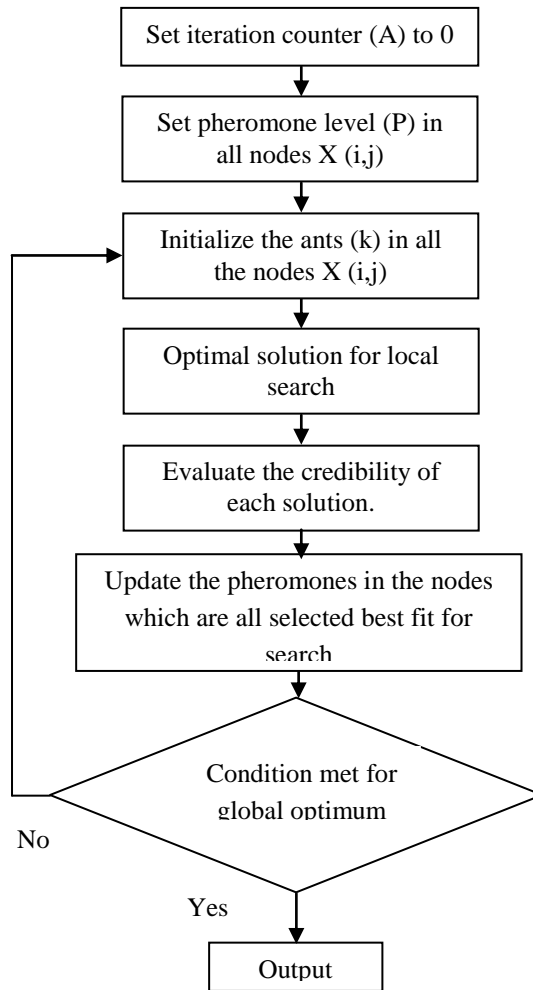 Set iteration counter (A) to 0
Set pheromone level (P) in
all nodes X (i,j)
Initialize the ants (k) in all
the nodes X (i,j)
Optimal solution for local
search
Evaluate the credibility of
each solution.
Update the pheromones in the nodes
which are all selected best fit for
search
Condition met for
global optimum
No
Yes
Output